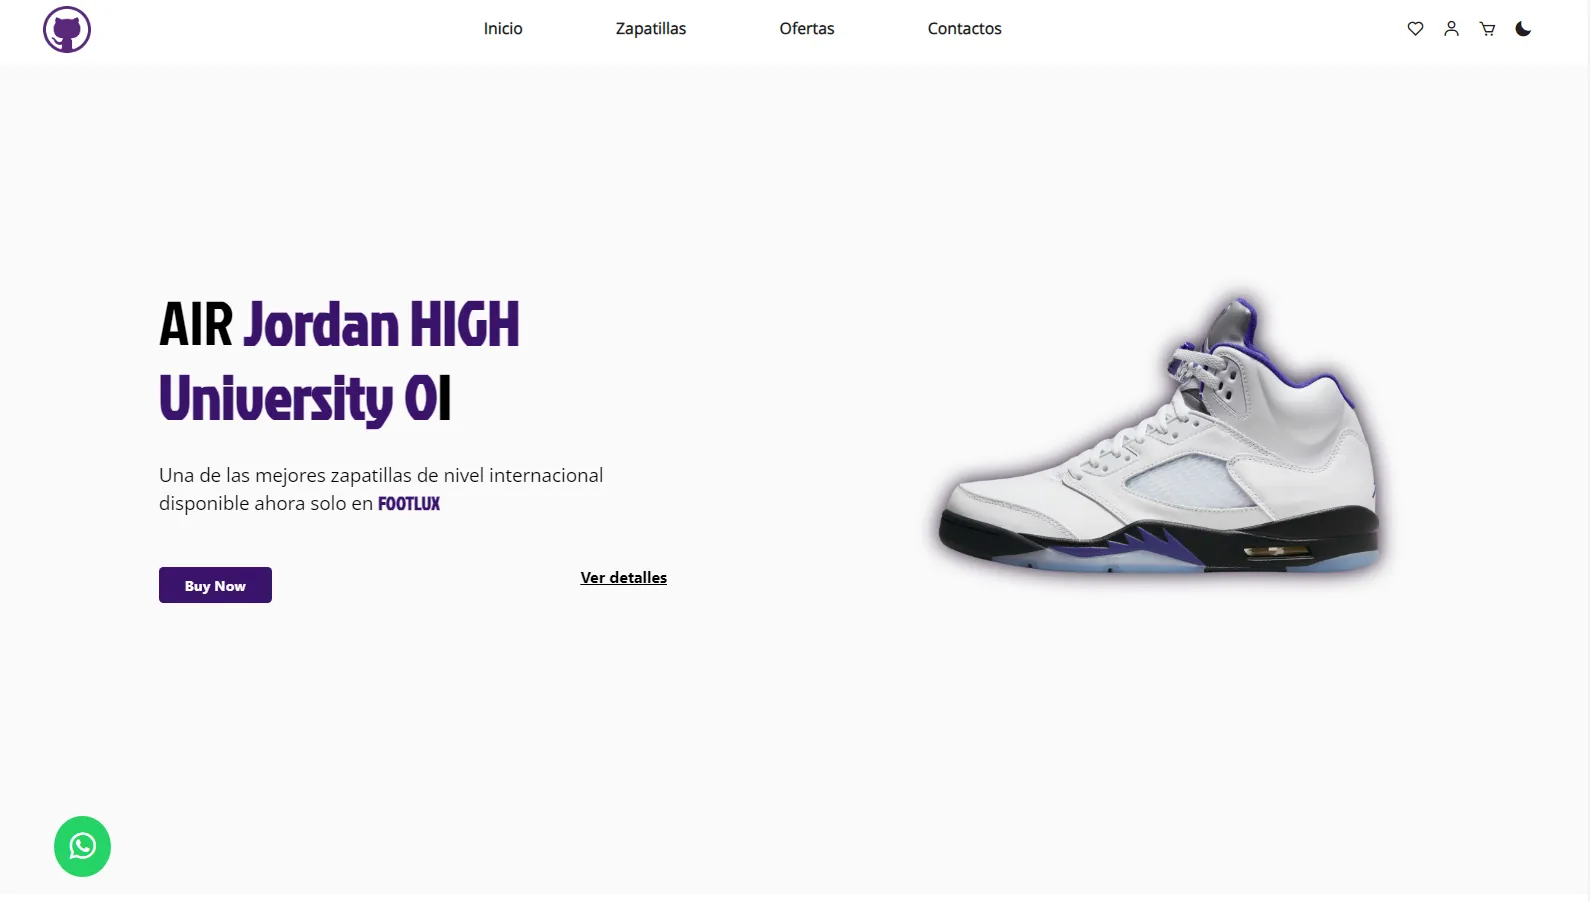 Inicio
Zapatillas
Ofertas
Contactos
AIR Jordan HIGH
University OI
Una de las mejores zapatillas de nivel internacional
disponible ahora solo en FOOTLUX
Buy Now
Ver detalles